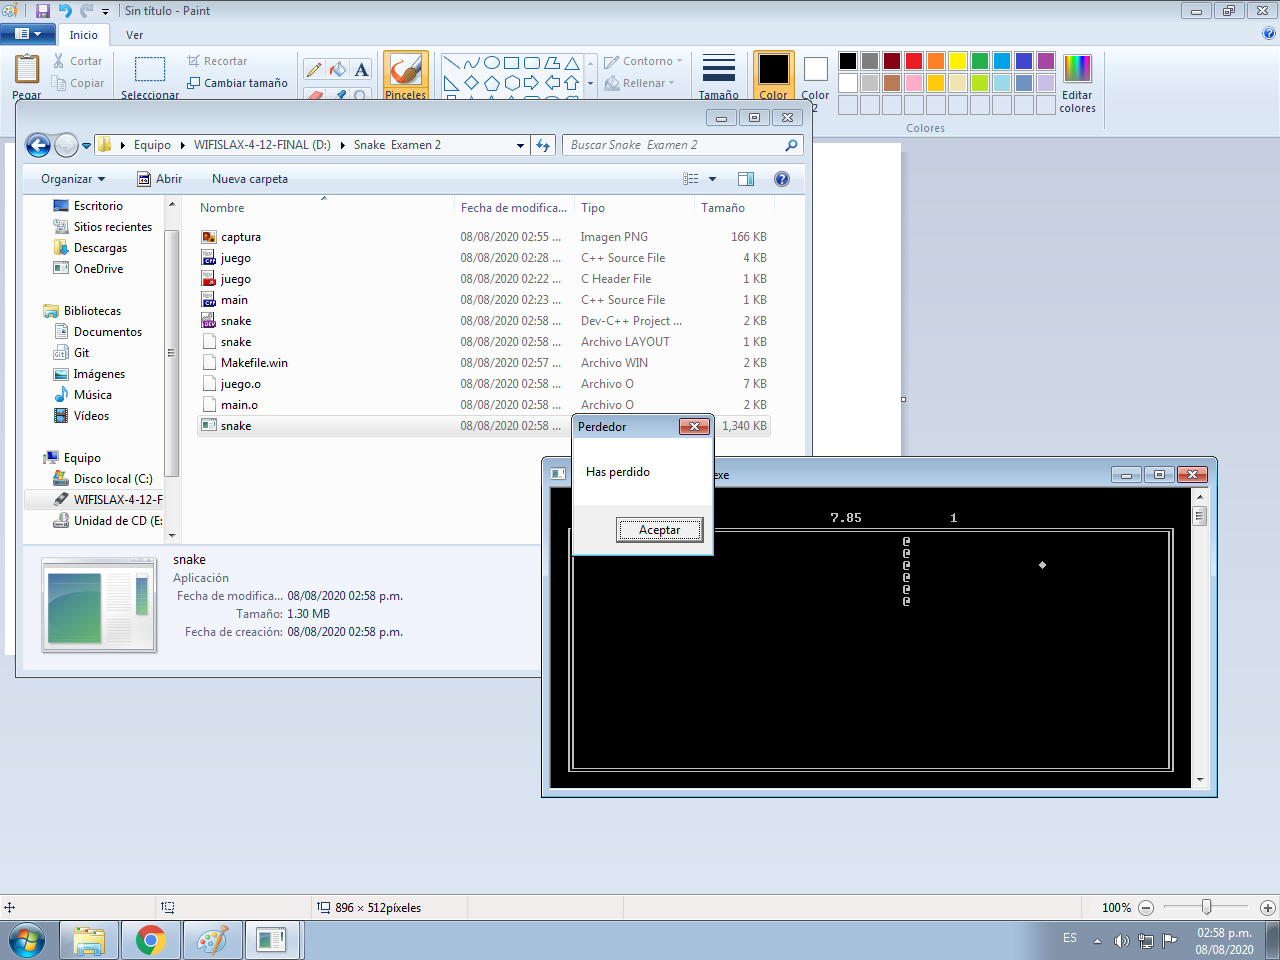 Sin título - Paint
Inicio
Ver
Pegar
Cortar
Copiar
Seleccionar
Recortar
Cambiar tamaño
A
Pinceles
Contorno
Rellenar
Tamaño
Color
Color
2
Editar
colores
Colores
Equipo
WIFISLAX-4-12-FINAL (D:)
Snake Examen 2
Buscar Snake Examen 2
Organizar
Abrir
Nueva carpeta
Escritorio
Sitios recientes
Descargas
OneDrive
Bibliotecas
Documentos
Git
Imágenes
Música
Vídeos
Equipo
Disco local (C:)
WIFISLAX-4-12-F
Unidad de CD (E:
Nombre Fecha de modifica... Tipo Tamaño
captura 08/08/2020 02:55 ... Imagen PNG 166 KB
juego 08/08/2020 02:28 ... C++ Source File 4 KB
juego 08/08/2020 02:22 ... C Header File 1 KB
main 08/08/2020 02:23 ... C++ Source File 1 KB
snake 08/08/2020 02:58 ... Dev-C++ Project ... 2 KB
snake 08/08/2020 02:58 ... Archivo LAYOUT 1 KB
Makefile.win 08/08/2020 02:57 ... Archivo WIN 2 KB
juego.o 08/08/2020 02:58 ... Archivo O 7 KB
main.o 08/08/2020 02:58 ... Archivo O 2 KB
snake 08/08/2020 02:58 ... 1,340 KB
snake
Aplicación
Fecha de modifica... 08/08/2020 02:58 p.m.
Tamaño: 1.30 MB
Fecha de creación: 08/08/2020 02:58 p.m.
Perdedor
Has perdido
Aceptar
exe
7.85 1
@
@
@
@
@
@
896 × 512píxeles
100%
ES
02:58 p.m.
08/08/2020